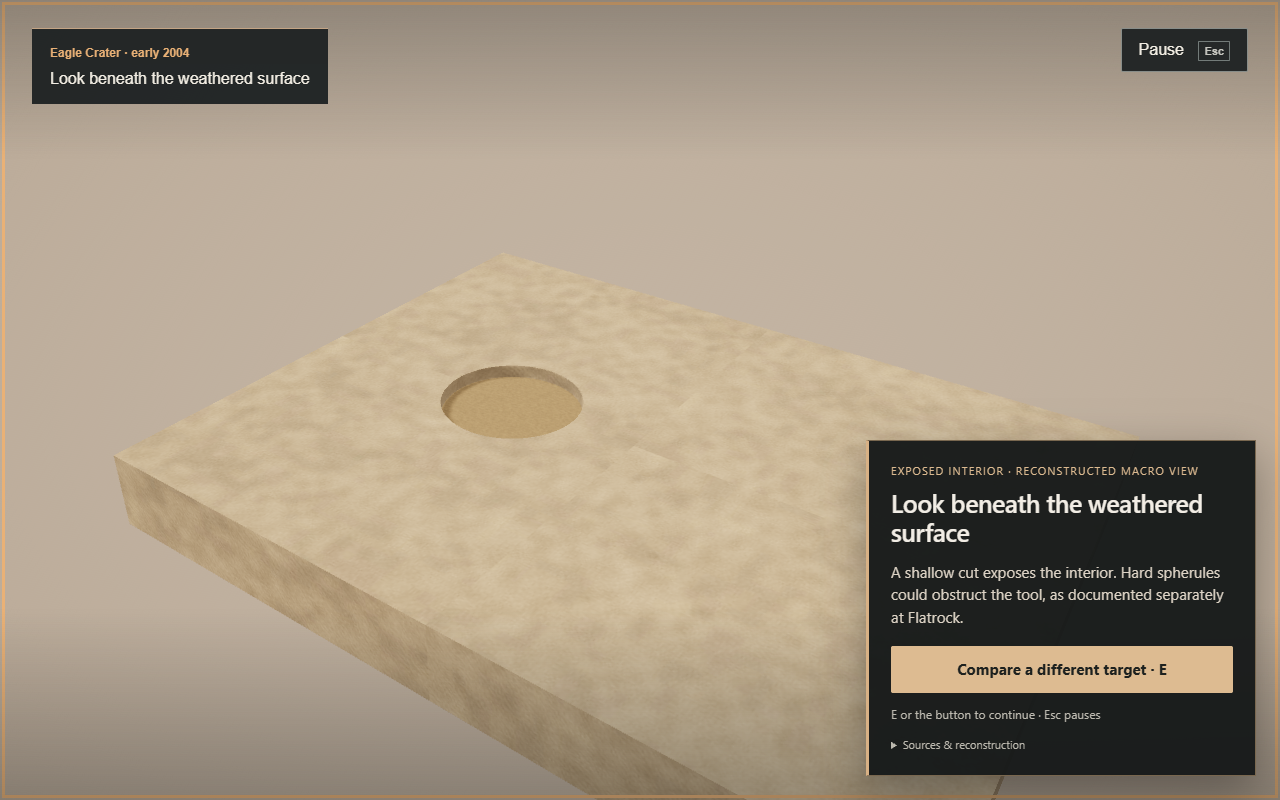 Eagle Crater · early 2004
Look beneath the weathered surface
Pause Esc
EXPOSED INTERIOR · RECONSTRUCTED MACRO VIEW
Look beneath the weathered
surface
A shallow cut exposes the interior. Hard spherules
could obstruct the tool, as documented separately
at Flatrock.
Compare a different target · E
E or the button to continue · Esc pauses
Sources & reconstruction